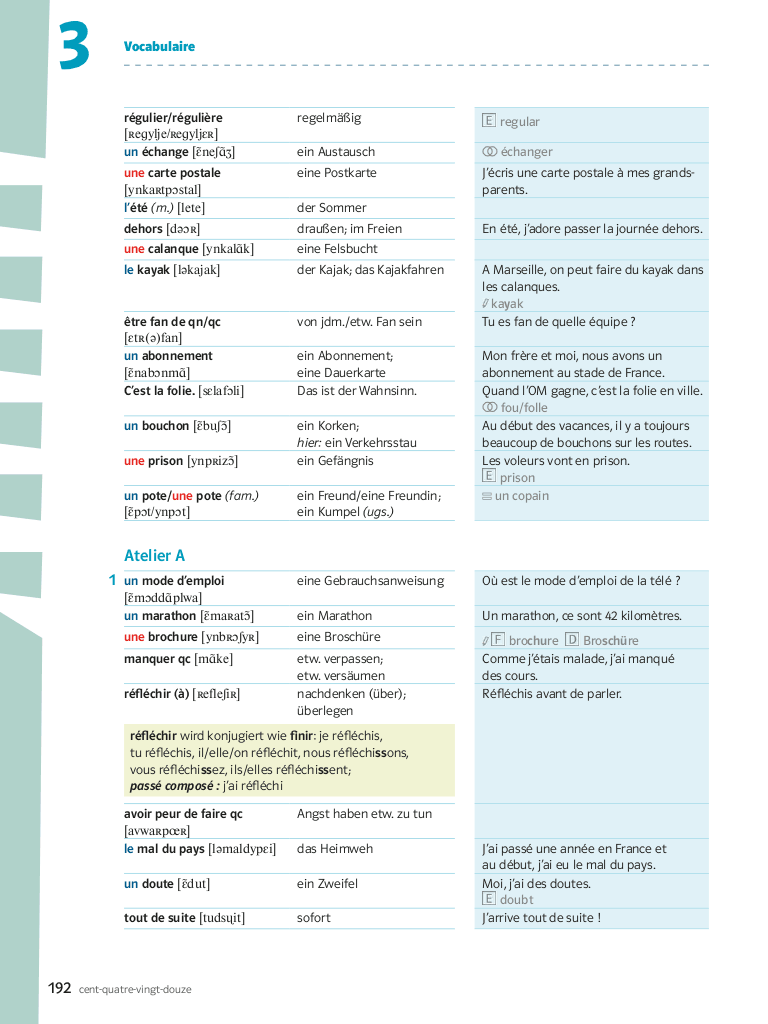 3
Vocabulaire
régulier/régulière regelmäßig E regular
[ʀegylje/ʀegyljɛʀ]
un échange [ɛ̃neʃɑ̃ʒ] ein Austausch échanger
une carte postale eine Postkarte J'écris une carte postale à mes grands-
[ynkaʀtpɔstal] parents.
l'été (m.) [lete] der Sommer
dehors [dəɔʀ] draußen; im Freien En été, j'adore passer la journée dehors.
une calanque [ynkalɑ̃k] eine Felsbucht
le kayak [ləkajak] der Kajak; das Kajakfahren A Marseille, on peut faire du kayak dans
les calanques.
kayak
être fan de qn/qc von jdm./etw. Fan sein Tu es fan de quelle équipe ?
[ɛtʀ(ə)fan]
un abonnement ein Abonnement; Mon frère et moi, nous avons un
[ɛ̃nabɔnmɑ̃] eine Dauerkarte abonnement au stade de France.
C'est la folie. [sɛlafɔli] Das ist der Wahnsinn. Quand l'OM gagne, c'est la folie en ville.
fou/folle
un bouchon [ɛ̃buʃɔ̃] ein Korken; Au début des vacances, il y a toujours
hier: ein Verkehrsstau beaucoup de bouchons sur les routes.
une prison [ynpʀizɔ̃] ein Gefängnis Les voleurs vont en prison.
E prison
un pote/une pote (fam.) ein Freund/eine Freundin; un copain
[ɛ̃pɔt/ynpɔt] ein Kumpel (ugs.)
Atelier A
1 un mode d'emploi eine Gebrauchsanweisung Où est le mode d'emploi de la télé ?
[ɛ̃mɔddɑ̃plwa]
un marathon [ɛ̃maʀatɔ̃] ein Marathon Un marathon, ce sont 42 kilomètres.
une brochure [ynbʀɔʃyʀ] eine Broschüre F brochure D Broschüre
manquer qc [mɑ̃ke] etw. verpassen; Comme j'étais malade, j'ai manqué
etw. versäumen des cours.
réfléchir (à) [ʀefleʃiʀ] nachdenken (über); Réfléchis avant de parler.
überlegen
réfléchir wird konjugiert wie finir: je réfléchis,
tu réfléchis, il/elle/on réfléchit, nous réfléchissons,
vous réfléchissez, ils/elles réfléchissent;
passé composé : j'ai réfléchi
avoir peur de faire qc Angst haben etw. zu tun
[avwaʀpœʀ]
le mal du pays [ləmaldypɛi] das Heimweh J'ai passé une année en France et
au début, j'ai eu le mal du pays.
un doute [ɛ̃dut] ein Zweifel Moi, j'ai des doutes.
E doubt
tout de suite [tudsɥit] sofort J'arrive tout de suite !
192 cent-quatre-vingt-douze